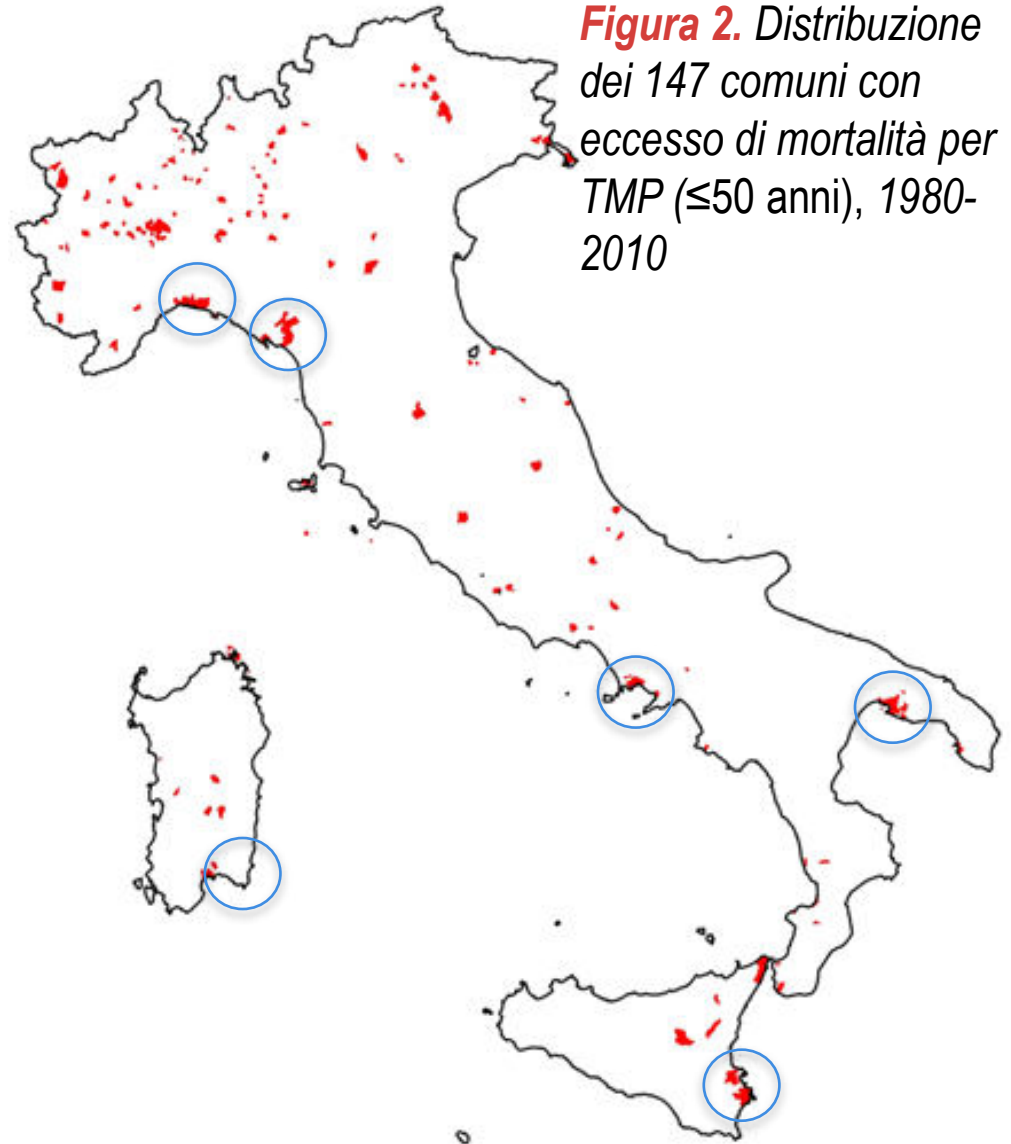 Figura 2. Distribuzione
dei 147 comuni con
eccesso di mortalità per
TMP (≤50 anni), 1980-
2010